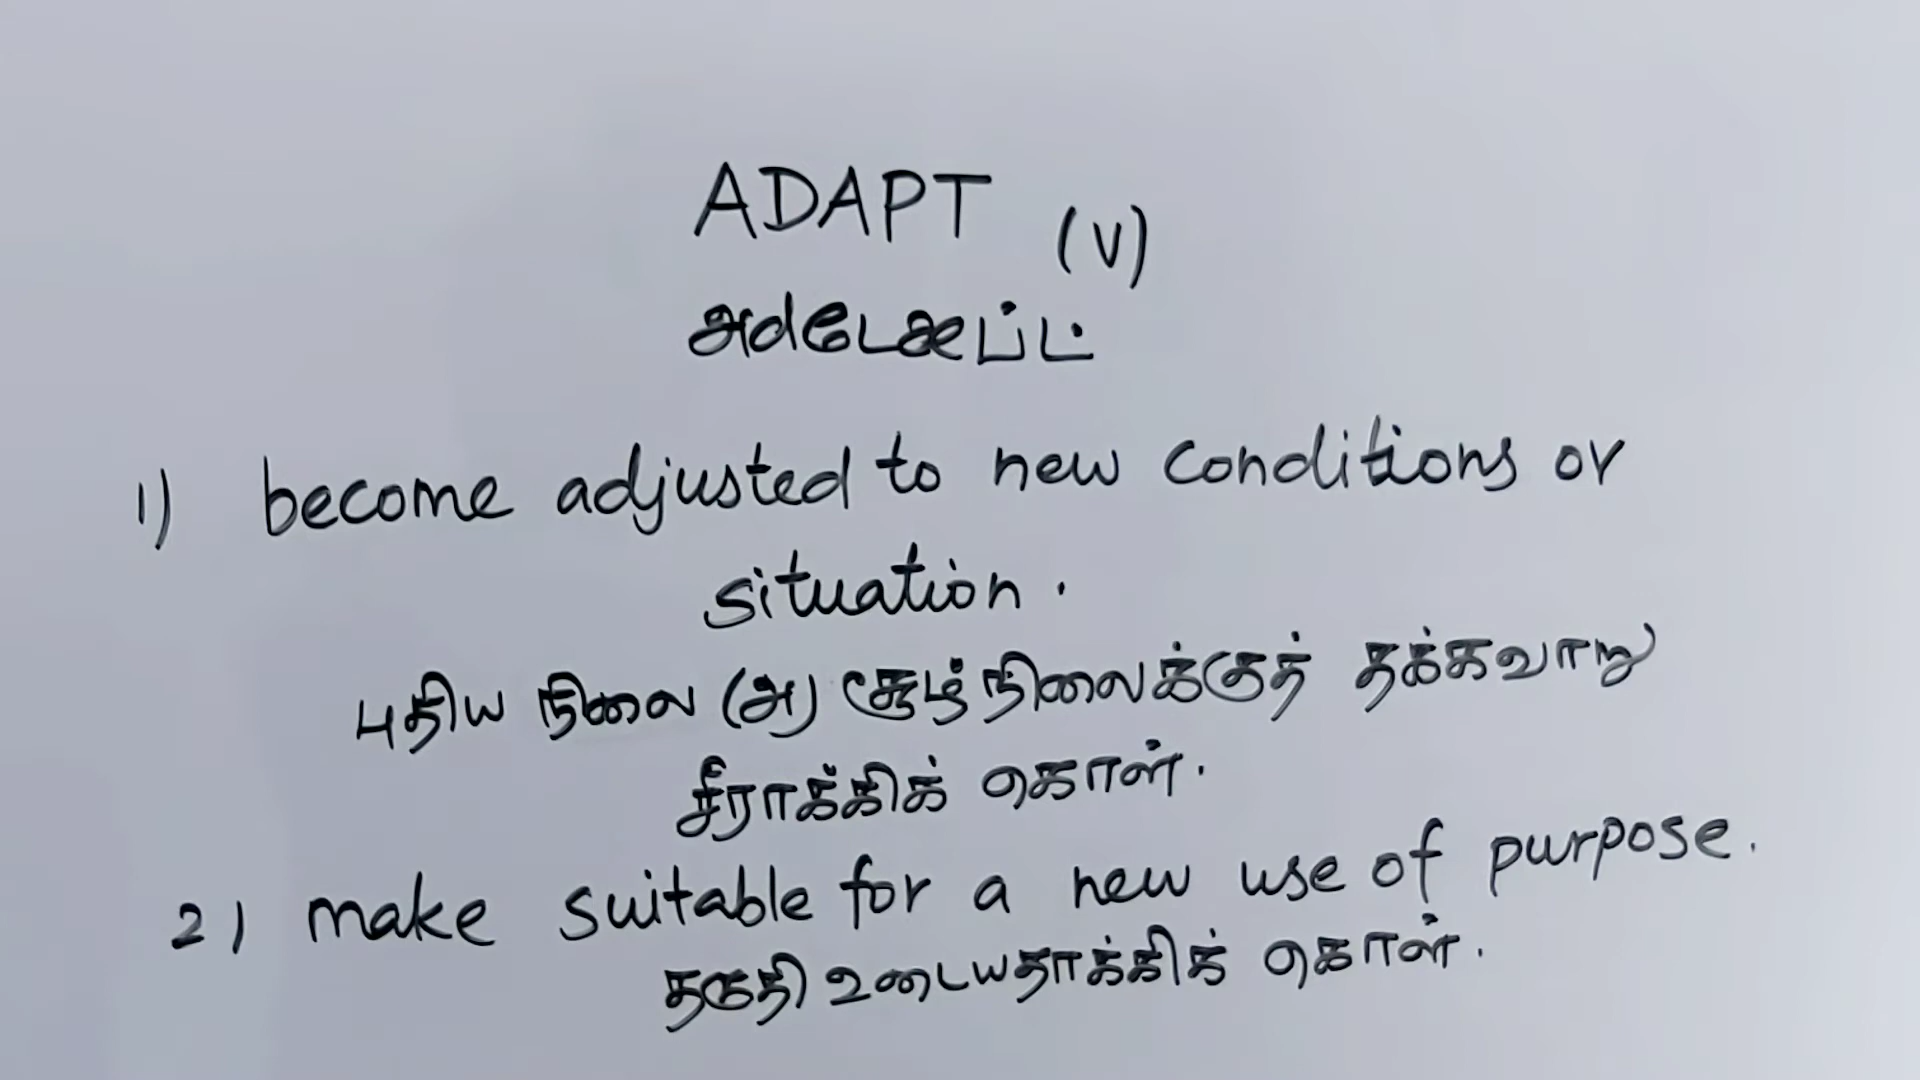 ADAPT (V)
1) become adjusted to new conditions or
situation.
புதிய நிலை (அ) சூழ்நிலைக்குத் தக்கவாறு
சீராக்கிக் கொள்.
2) make suitable for a new use of purpose.
தகுதி உடையதாக்கிக் கொள்.